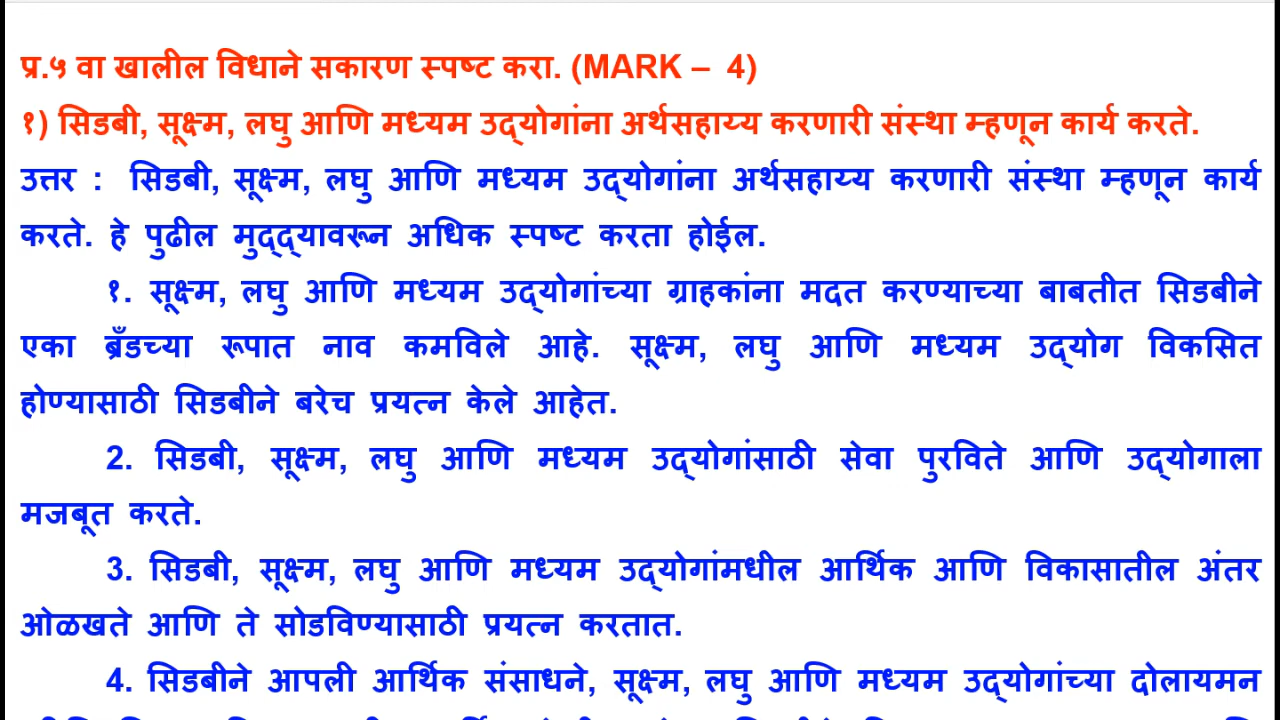 प्र.५ वा खालील विधाने सकारण स्पष्ट करा. (MARK – 4)
१) सिडबी, सूक्ष्म, लघु आणि मध्यम उद्‌योगांना अर्थसहाय्य करणारी संस्था म्हणून कार्य करते.
उत्तर : सिडबी, सूक्ष्म, लघु आणि मध्यम उद्‌योगांना अर्थसहाय्य करणारी संस्था म्हणून कार्य
करते. हे पुढील मुद्‌द्‌यावरून अधिक स्पष्ट करता होईल.
१. सूक्ष्म, लघु आणि मध्यम उद्‌योगांच्या ग्राहकांना मदत करण्याच्या बाबतीत सिडबीने
एका ब्रँडच्या रूपात नाव कमविले आहे. सूक्ष्म, लघु आणि मध्यम उद्‌योग विकसित
होण्यासाठी सिडबीने बरेच प्रयत्न केले आहेत.
2. सिडबी, सूक्ष्म, लघु आणि मध्यम उद्‌योगांसाठी सेवा पुरविते आणि उद्‌योगाला
मजबूत करते.
3. सिडबी, सूक्ष्म, लघु आणि मध्यम उद्‌योगांमधील आर्थिक आणि विकासातील अंतर
ओळखते आणि ते सोडविण्यासाठी प्रयत्न करतात.
4. सिडबीने आपली आर्थिक संसाधने, सूक्ष्म, लघु आणि मध्यम उद्‌योगांच्या दोलायमन